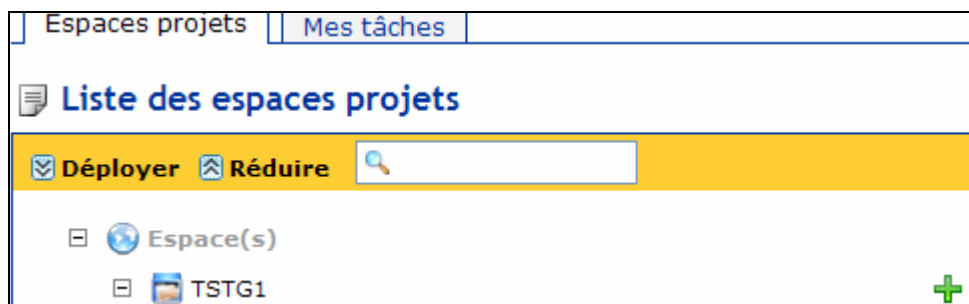 Espaces projets Mes tâches
Liste des espaces projets
Déployer Réduire
Espace(s)
TSTG1